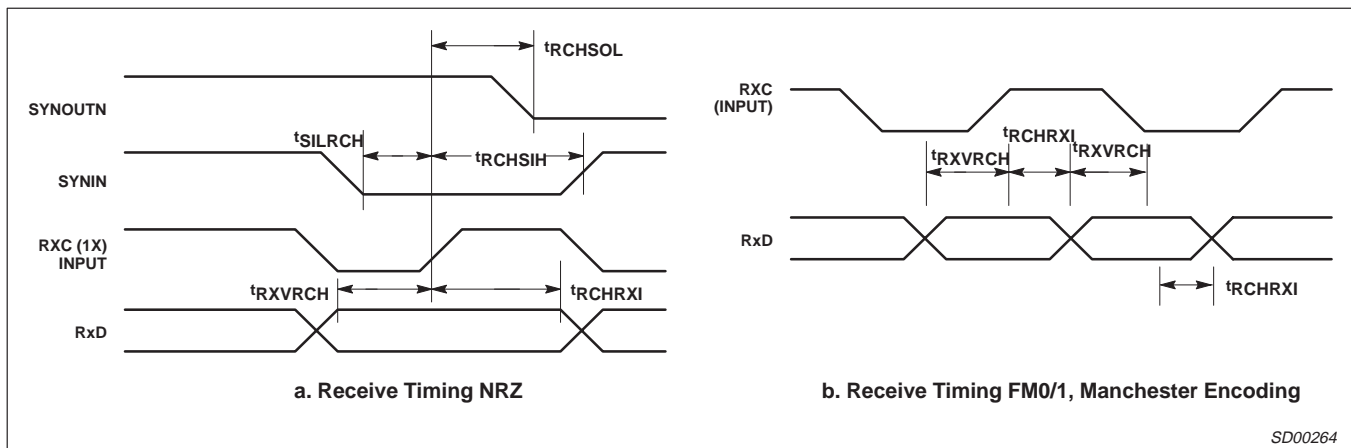 tRCHSOL
SYNOUTN
tSILRCH
tRCHSIH
SYNIN
RXC (1X)
INPUT
tRXVRCH
tRCHRXI
RxD
a. Receive Timing NRZ
RXC
(INPUT)
tRCHRXI
tRXVRCH
tRXVRCH
RxD
tRCHRXI
b. Receive Timing FM0/1, Manchester Encoding
SD00264